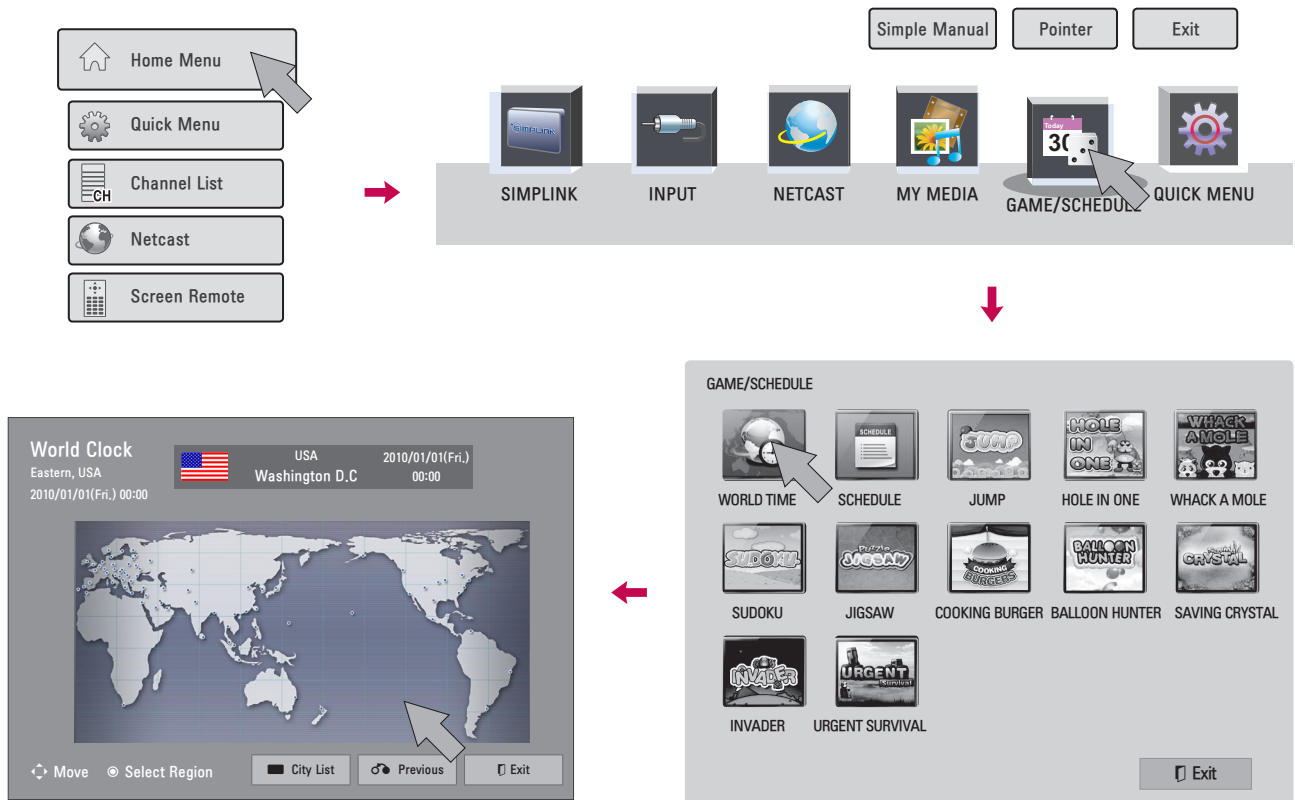 Simple Manual
Pointer
Exit
Home Menu
Quick Menu
CH
Channel List
Netcast
Screen Remote
SIMPLINK
SIMPLINK
INPUT
NETCAST
MY MEDIA
Today
30
GAME/SCHEDULE
QUICK MENU
GAME/SCHEDULE
SCHEDULE
JUMP
HOLE IN ONE
WHACK A MOLE
WORLD TIME
SCHEDULE
JUMP
HOLE IN ONE
WHACK A MOLE
SUDOKU
Puzzle JIGSAW
COOKING BURGERS
BALLOON HUNTER
CRYSTAL
SUDOKU
JIGSAW
COOKING BURGER
BALLOON HUNTER
SAVING CRYSTAL
INVADER
URGENT Survival
INVADER
URGENT SURVIVAL
Exit
World Clock
Eastern, USA
2010/01/01(Fri.) 00:00
USA
Washington D.C
2010/01/01(Fri.)
00:00
Move
Select Region
City List
Previous
Exit